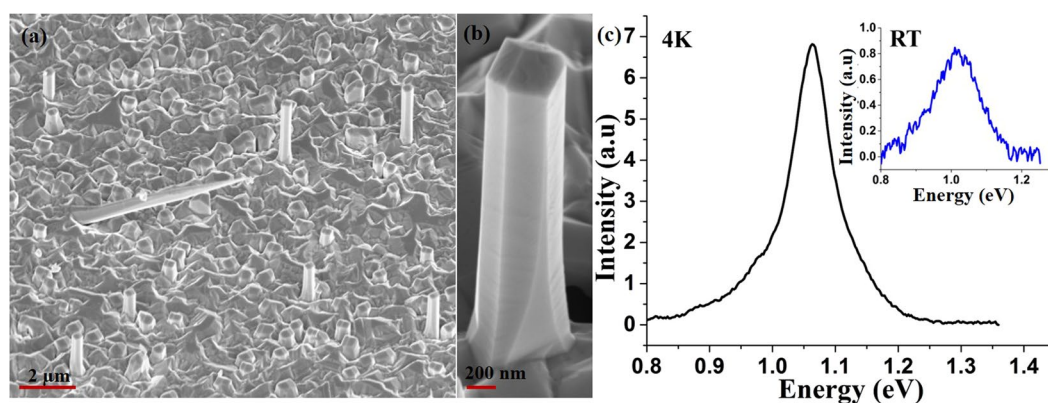 (a)
2 μm
(b)
200 nm
(c)
4K
Intensity (a.u)
7
6
5
4
3
2
1
0
0.8 0.9 1.0 1.1 1.2 1.3 1.4
Energy (eV)
RT
Intensity (a.u)
1.0
0.8
0.6
0.4
0.2
0.0
0.8 1.0 1.2
Energy (eV)